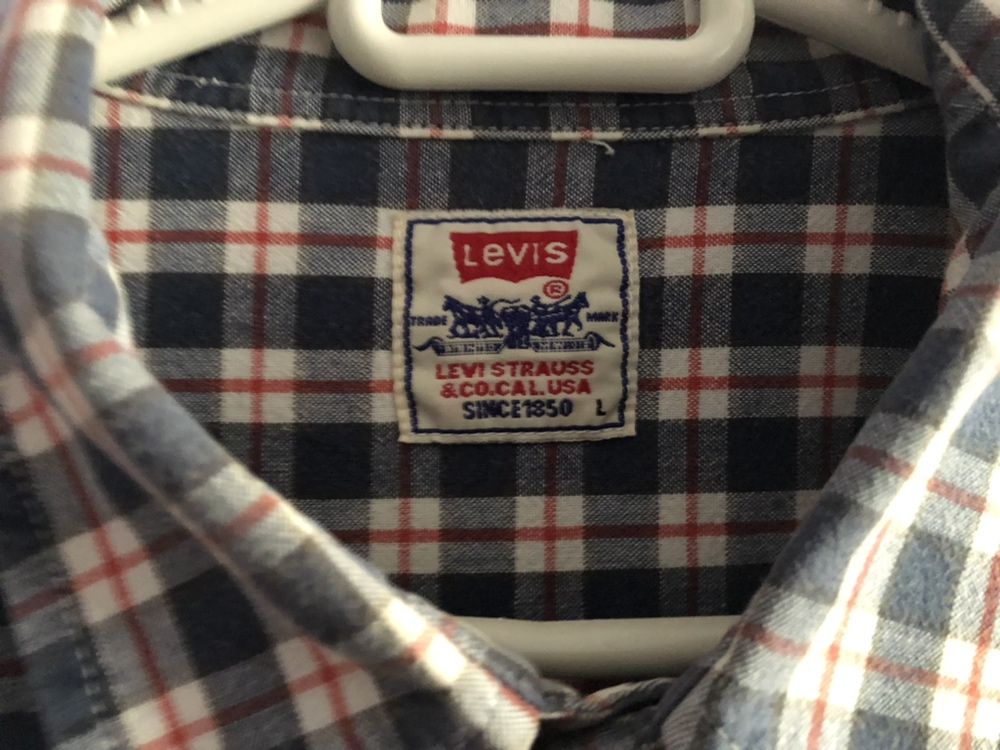 LEVI'S
®
TRADE MARK
LEVI STRAUSS
& CO. CAL. USA
SINCE 1850 L